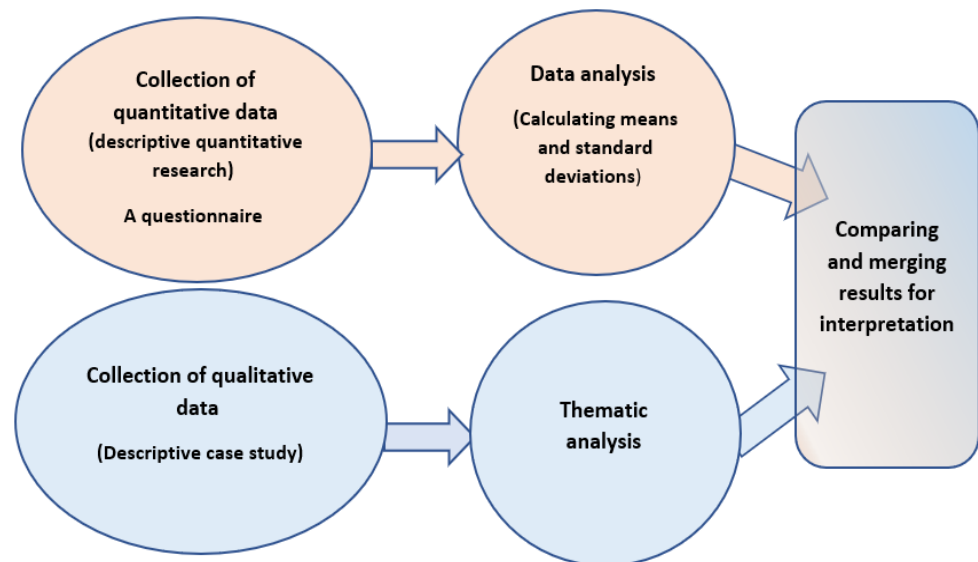 Collection of
quantitative data
(descriptive quantitative
research)
A questionnaire
Data analysis
(Calculating means
and standard
deviations)
Comparing
and merging
results for
interpretation
Collection of qualitative
data
(Descriptive case study)
Thematic
analysis